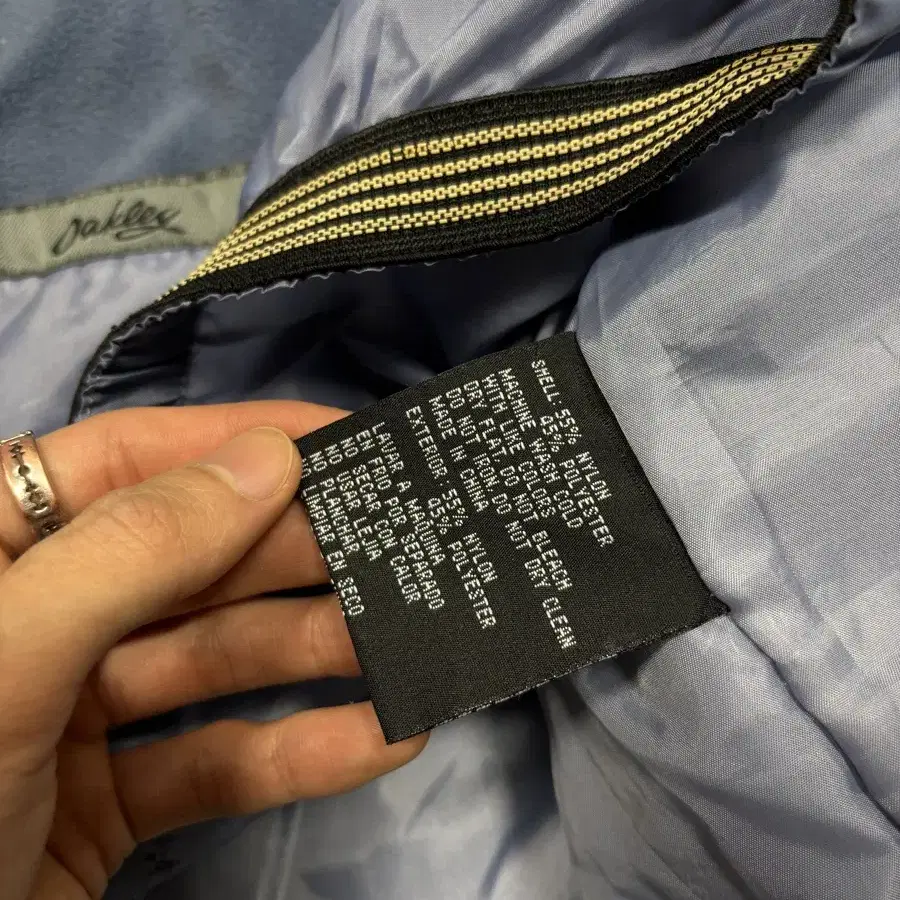 Oakley
SHELL 55% NYLON
45% POLYESTER
MACHINE WASH COLD
WITH LIKE COLORS
DRY FLAT. DO NOT BLEACH
DO NOT IRON. DO NOT DRY CLEAN
MADE IN CHINA
EXTERIOR: 55% NYLON
45% POLYESTER
LAVAR A MAQUINA
EN FRIO POR SEPARADO
NO SECAR CON CALOR
NO USAR LEJIA
NO PLANCHAR
LIMPIAR EN SECO